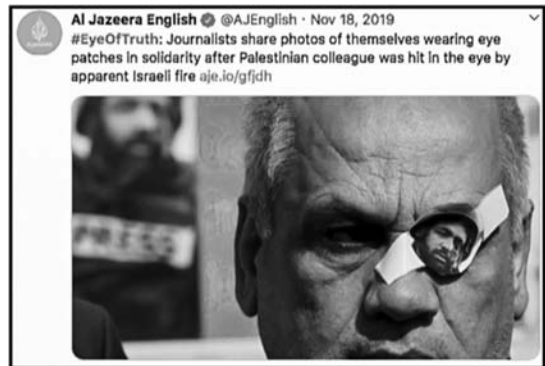 Al Jazeera English @AJEnglish · Nov 18, 2019
#EyeOfTruth: Journalists share photos of themselves wearing eye
patches in solidarity after Palestinian colleague was hit in the eye by
apparent Israeli fire aje.io/gfjdh
PRESS